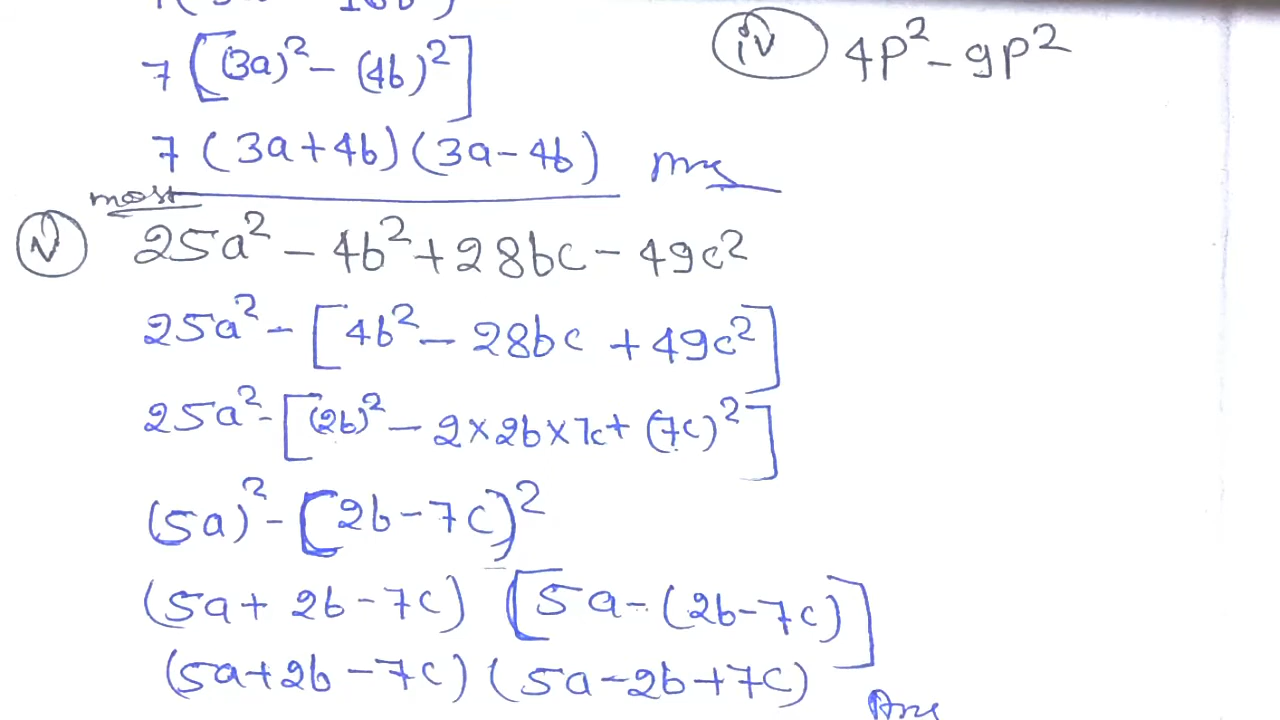 7[(3a)² - (4b)²]
7(3a+4b)(3a-4b) Ans
most
(v) 25a² - 4b² + 28bc - 49c²
25a² - [4b² - 28bc + 49c²]
25a² - [(2b)² - 2×2b×7c + (7c)²]
(5a)² - [2b-7c)²
(5a+2b-7c) [5a-(2b-7c)]
(5a+2b-7c)(5a-2b+7c)
Ans
(iv) 4p² - 9p²